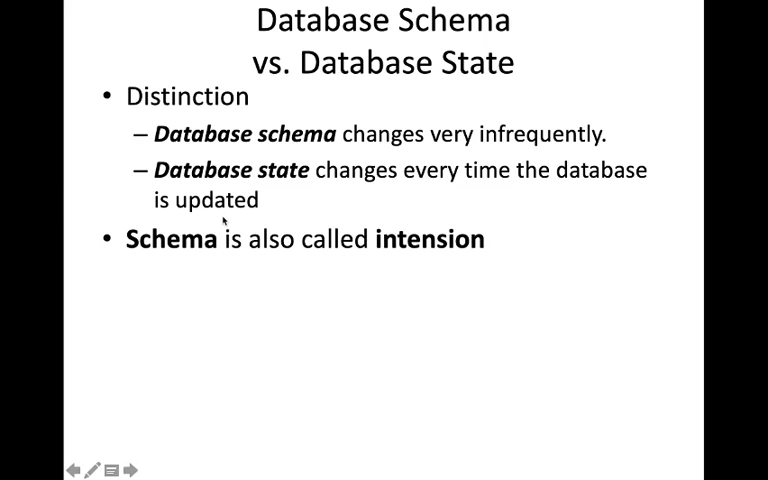 Database Schema
vs. Database State
• Distinction
– Database schema changes very infrequently.
– Database state changes every time the database
is updated
• Schema is also called intension